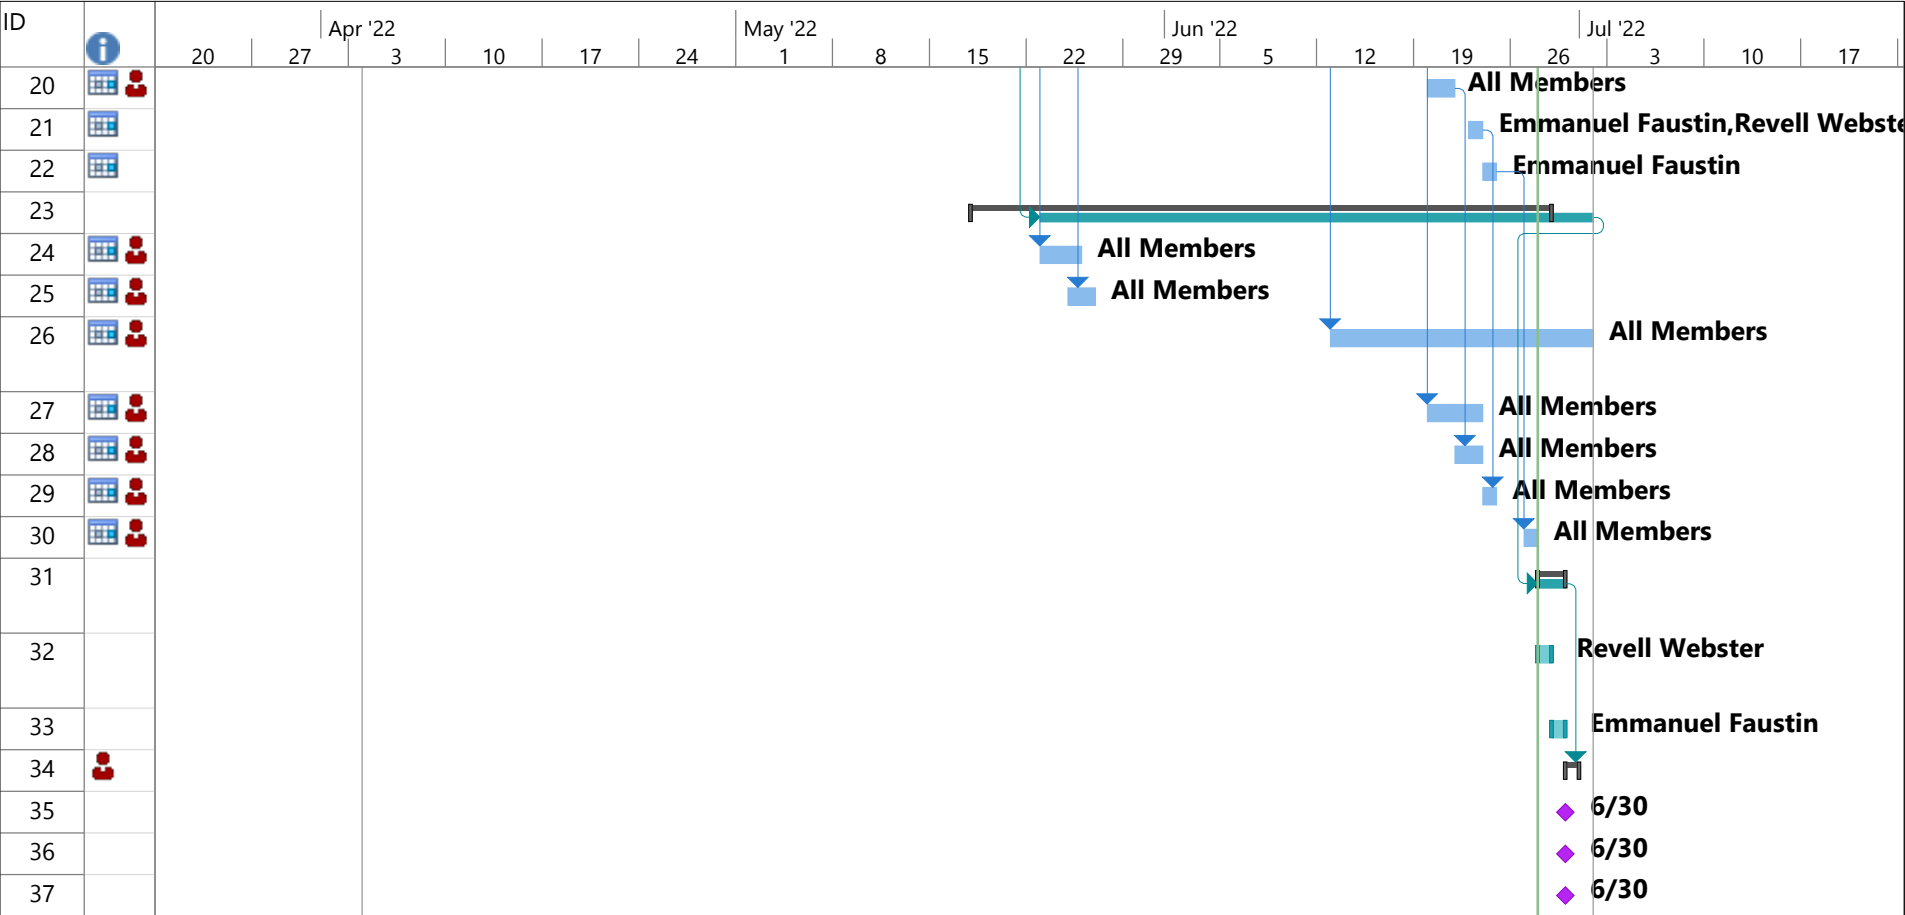 ID
Apr '22 May '22 Jun '22 Jul '22
20 27 3 10 17 24 1 8 15 22 29 5 12 19 26 3 10 17
20 All Members
21 Emmanuel Faustin,Revell Webste
22 Emmanuel Faustin
23
24 All Members
25 All Members
26 All Members
27 All Members
28 All Members
29 All Members
30 All Members
31
32 Revell Webster
33 Emmanuel Faustin
34
35 6/30
36 6/30
37 6/30